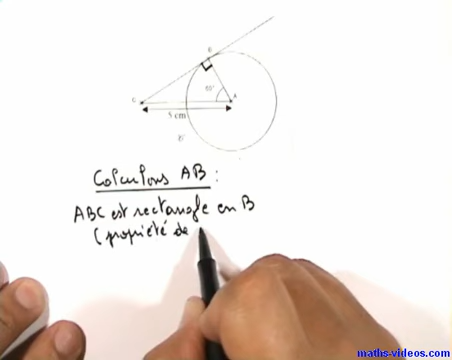 B
C
60°
A
5 cm
Calculons AB :
ABC est rectangle en B
(propriété de
maths-videos.com